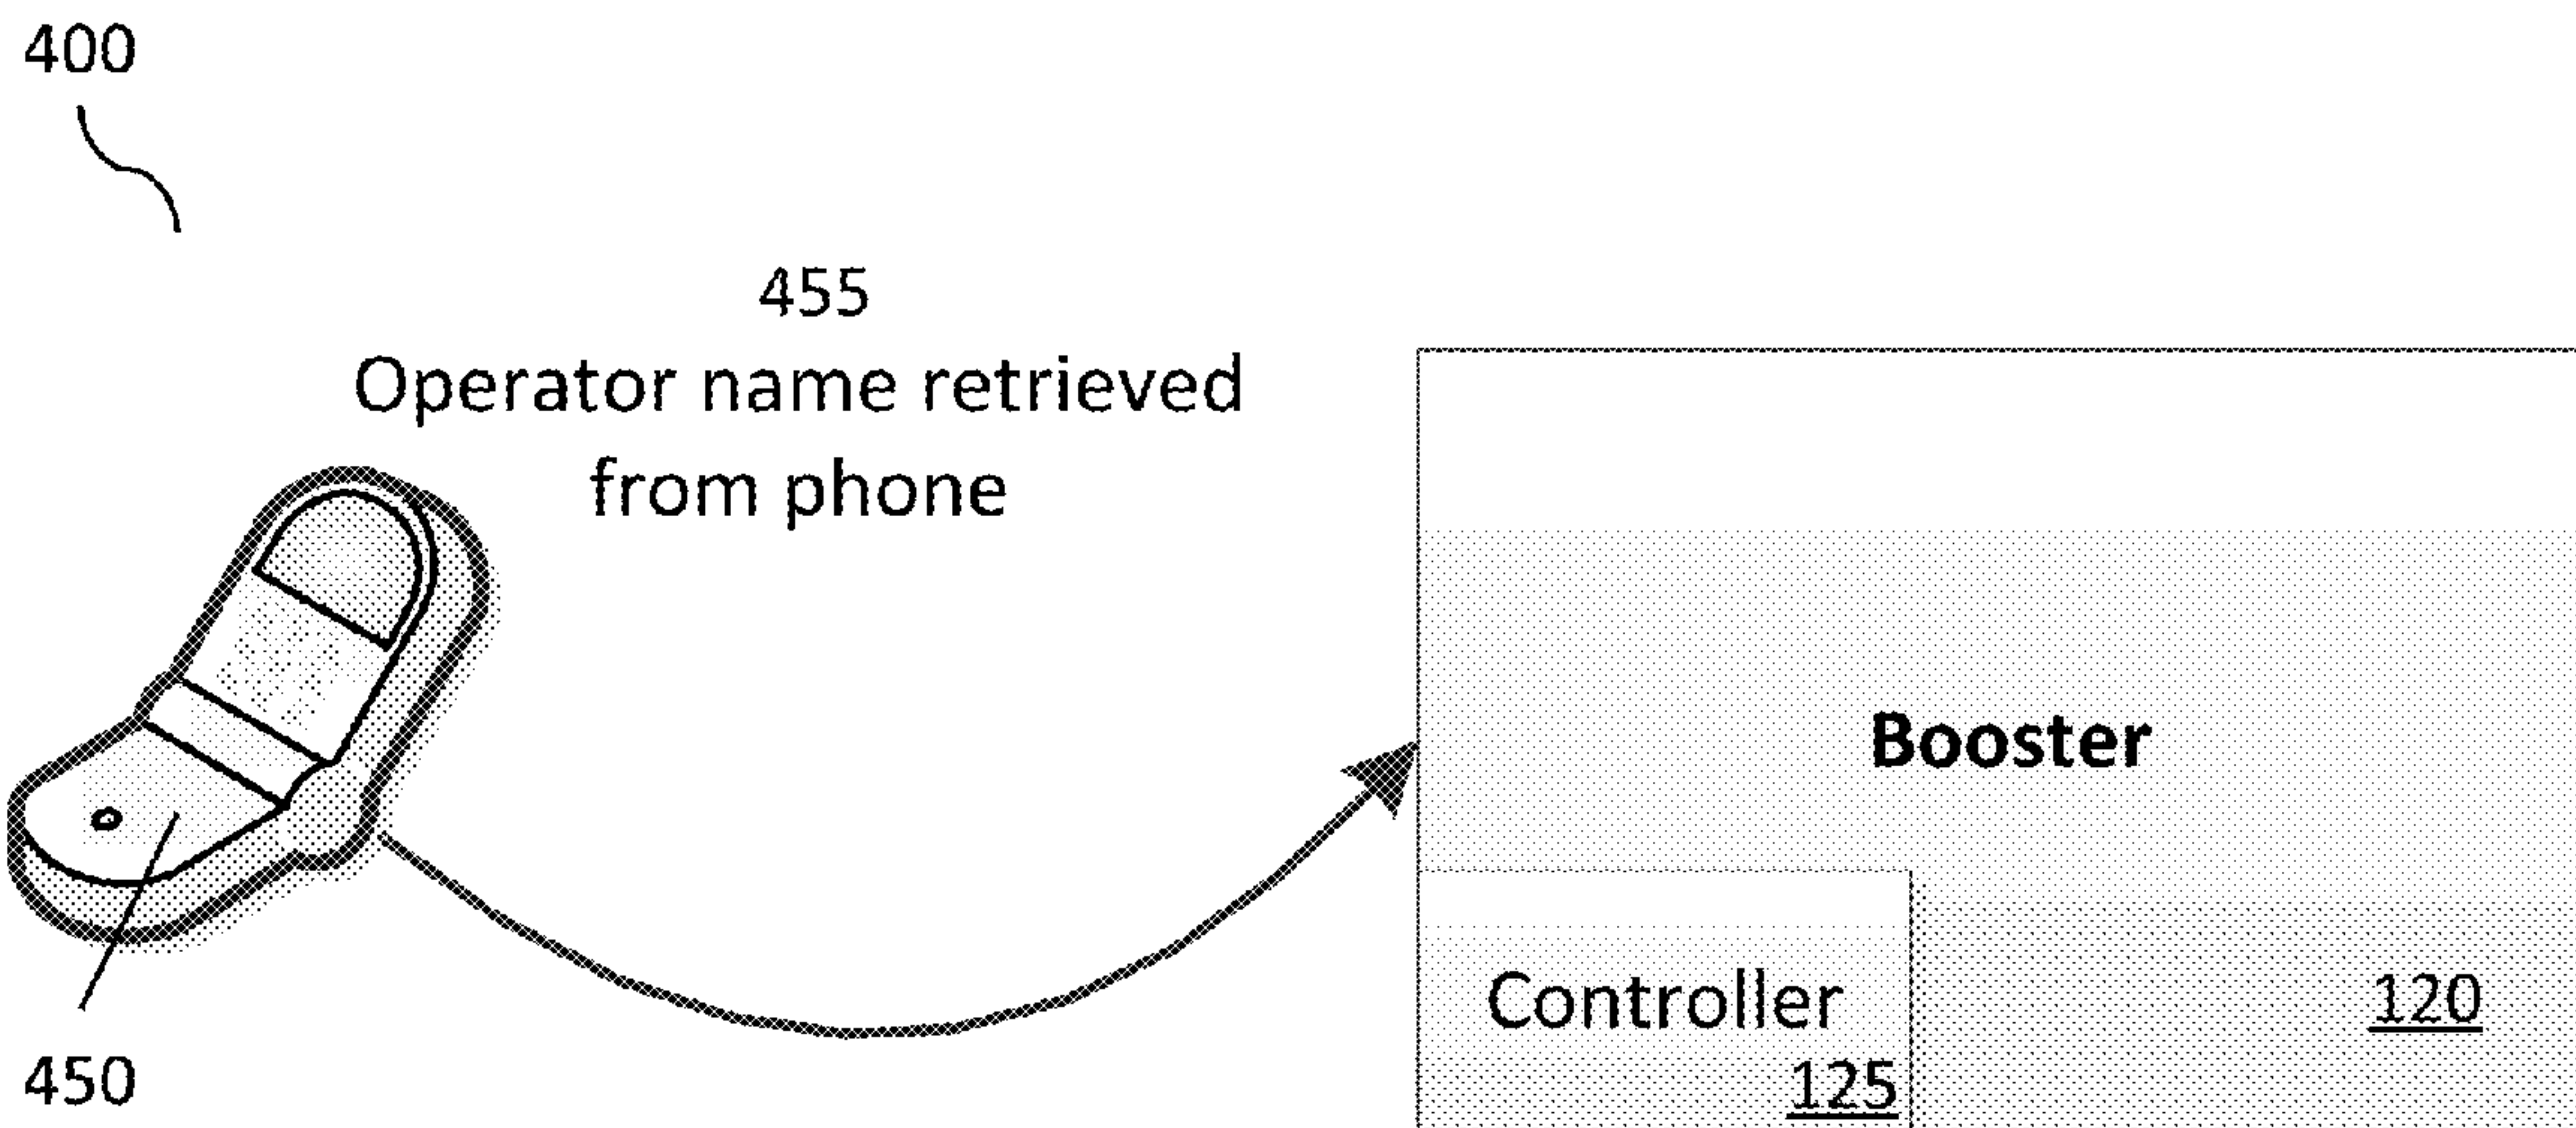 400
455
Operator name retrieved
from phone
Booster
Controller
120
125
450